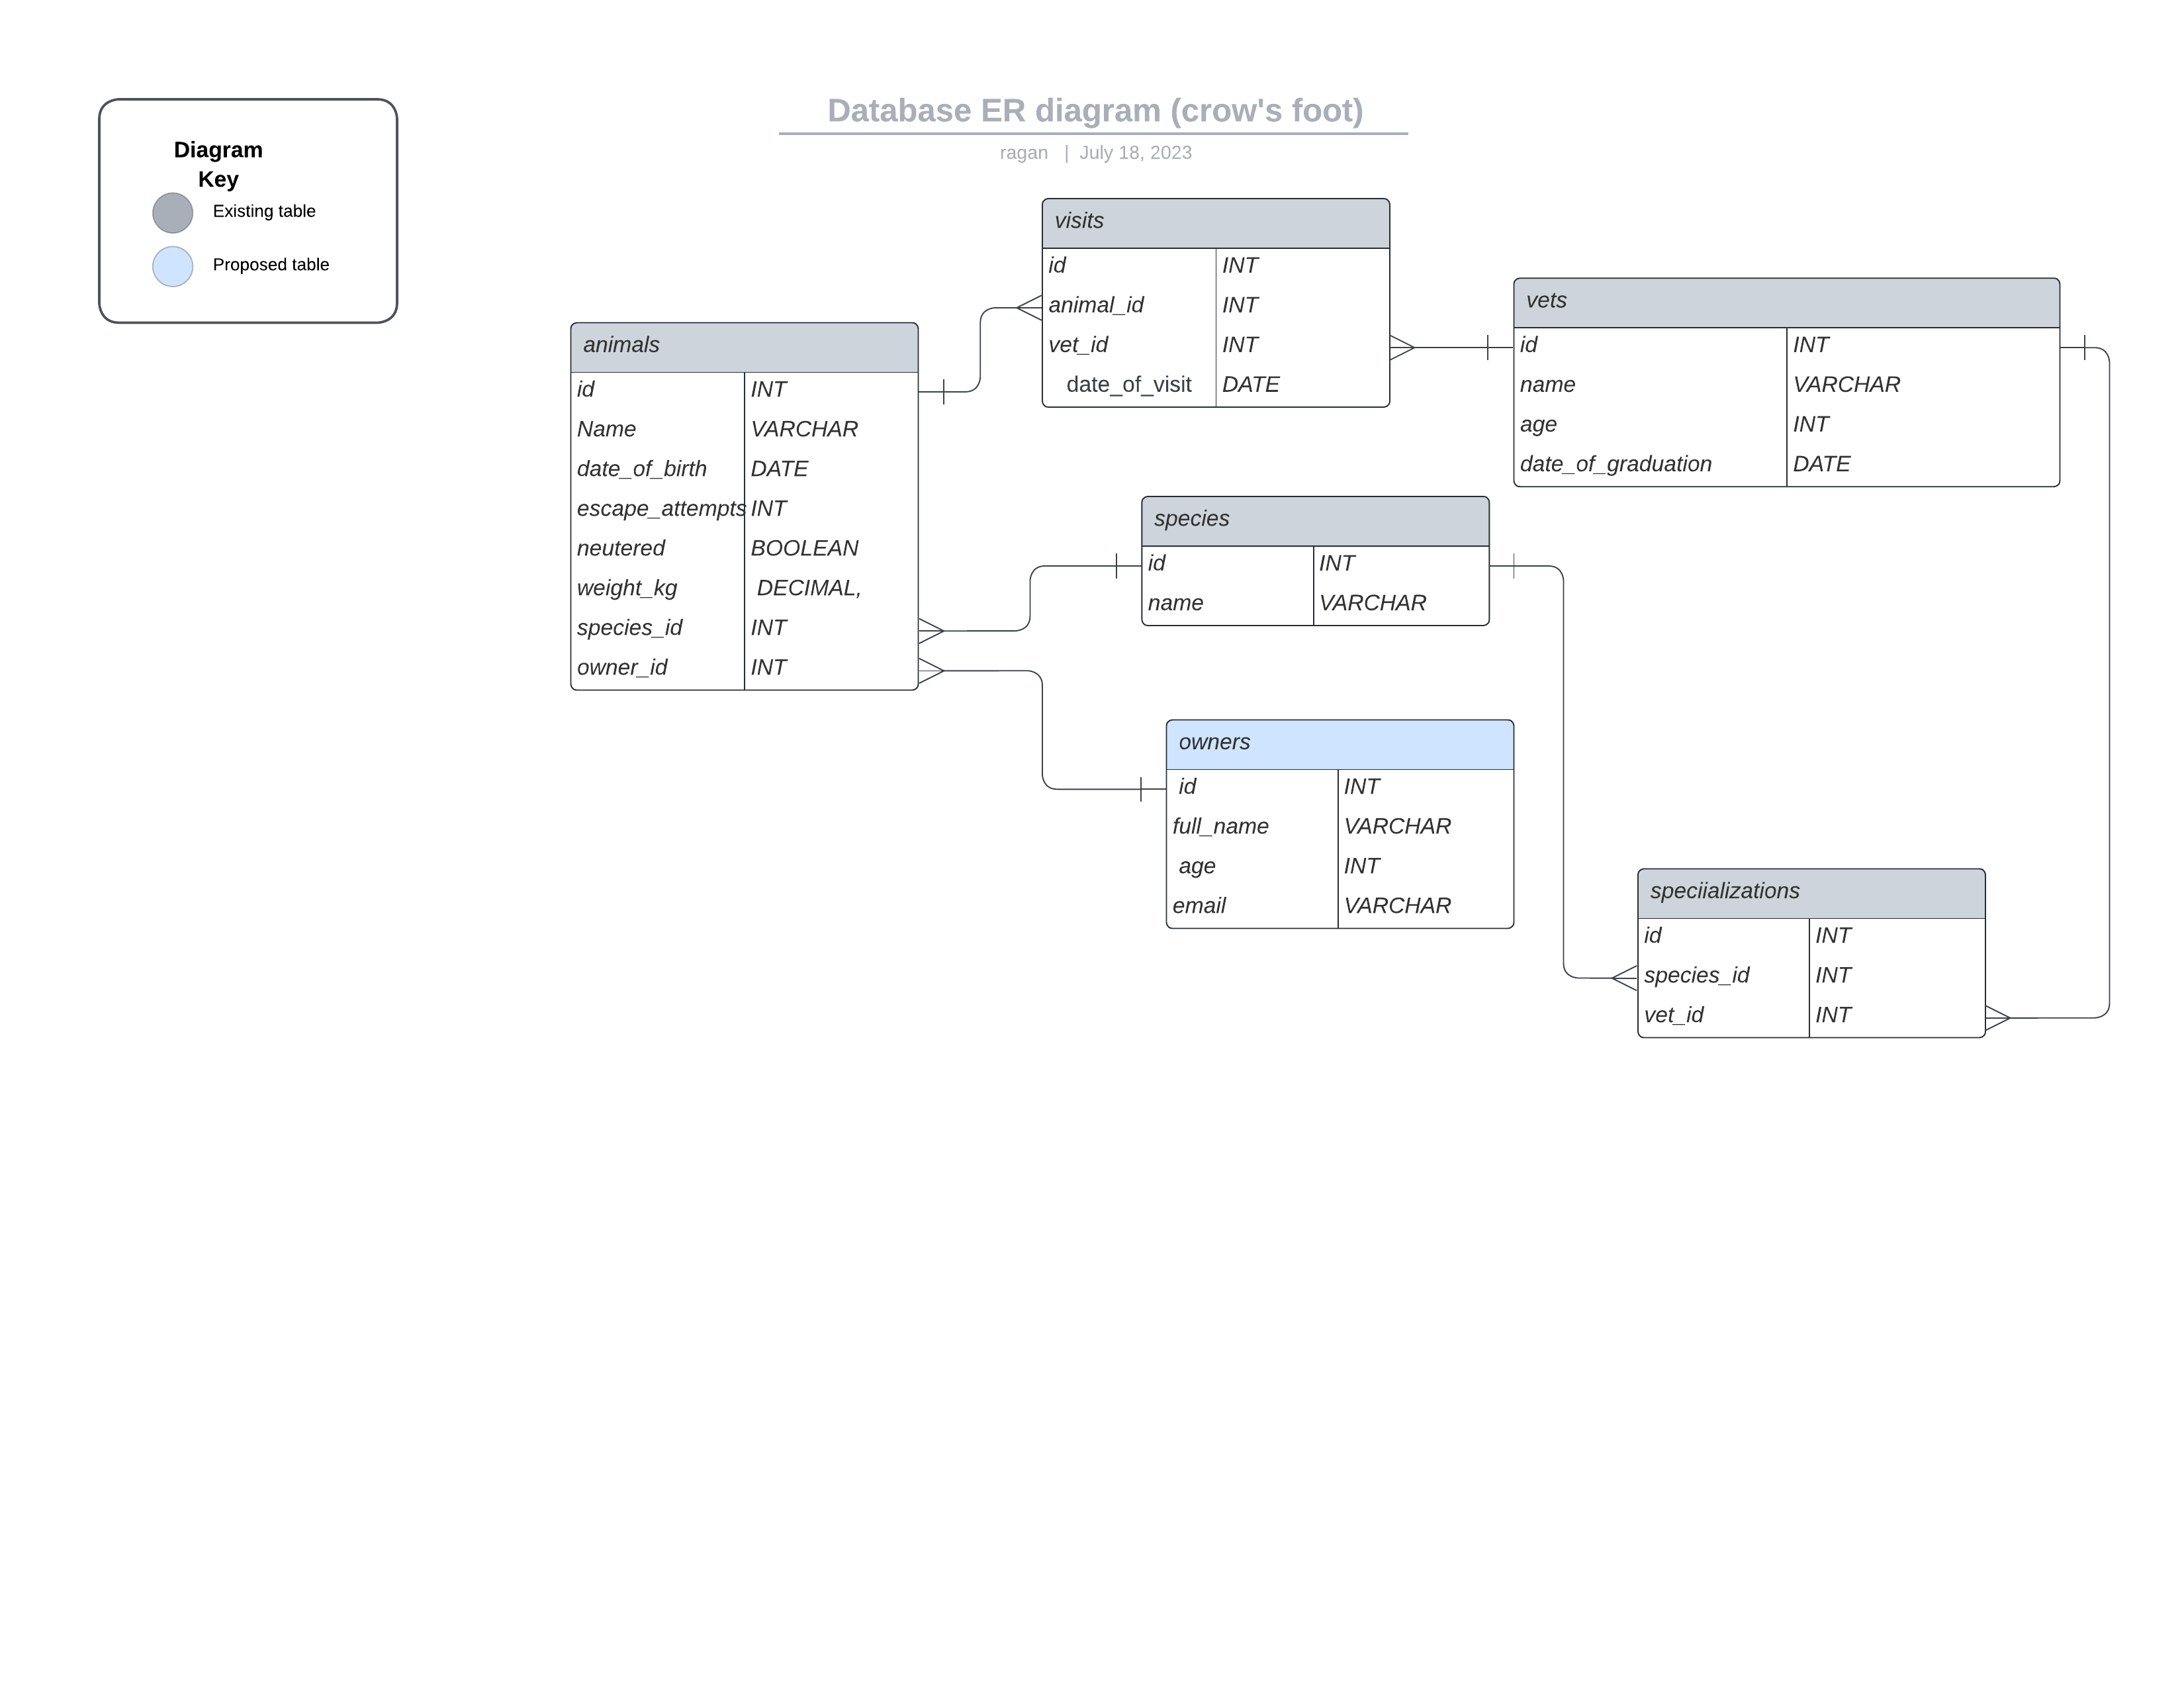 Database ER diagram (crow's foot)
ragan | July 18, 2023
Diagram
Key
Existing table
Proposed table
visits
id INT
animal_id INT
vet_id INT
date_of_visit DATE
vets
id INT
name VARCHAR
age INT
date_of_graduation DATE
animals
id INT
Name VARCHAR
date_of_birth DATE
escape_attempts INT
neutered BOOLEAN
weight_kg DECIMAL,
species_id INT
owner_id INT
species
id INT
name VARCHAR
owners
id INT
full_name VARCHAR
age INT
email VARCHAR
speciializations
id INT
species_id INT
vet_id INT